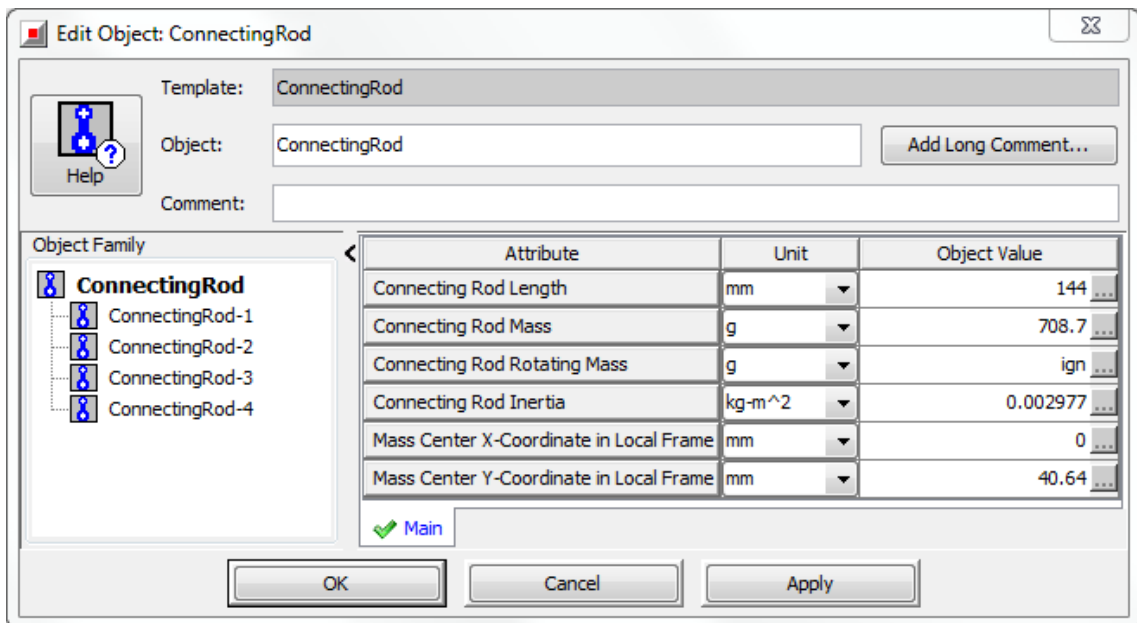 Edit Object: ConnectingRod
Template: ConnectingRod
Help
Object: ConnectingRod Add Long Comment...
Comment:
Object Family
ConnectingRod
ConnectingRod-1
ConnectingRod-2
ConnectingRod-3
ConnectingRod-4
Attribute Unit Object Value
Connecting Rod Length mm 144 ...
Connecting Rod Mass g 708.7 ...
Connecting Rod Rotating Mass g ign ...
Connecting Rod Inertia kg-m^2 0.002977 ...
Mass Center X-Coordinate in Local Frame mm 0 ...
Mass Center Y-Coordinate in Local Frame mm 40.64 ...
Main
OK Cancel Apply